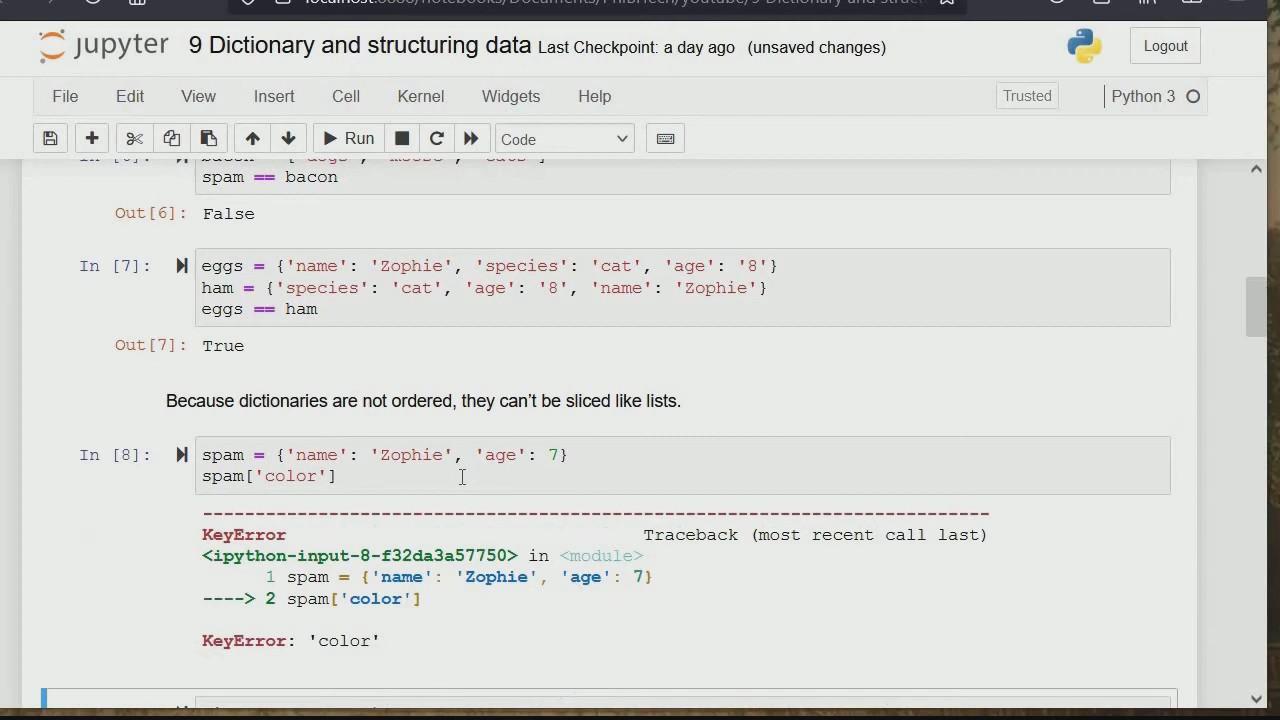 jupyter 9 Dictionary and structuring data Last Checkpoint: a day ago (unsaved changes) Logout
File Edit View Insert Cell Kernel Widgets Help Trusted Python 3
Run Code
spam == bacon
Out[6]: False
In [7]: eggs = {'name': 'Zophie', 'species': 'cat', 'age': '8'}
ham = {'species': 'cat', 'age': '8', 'name': 'Zophie'}
eggs == ham
Out[7]: True
Because dictionaries are not ordered, they can’t be sliced like lists.
In [8]: spam = {'name': 'Zophie', 'age': 7}
spam['color']
---------------------------------------------------------------------------
KeyError Traceback (most recent call last)
<ipython-input-8-f32da3a57750> in <module>
1 spam = {'name': 'Zophie', 'age': 7}
----> 2 spam['color']
KeyError: 'color'